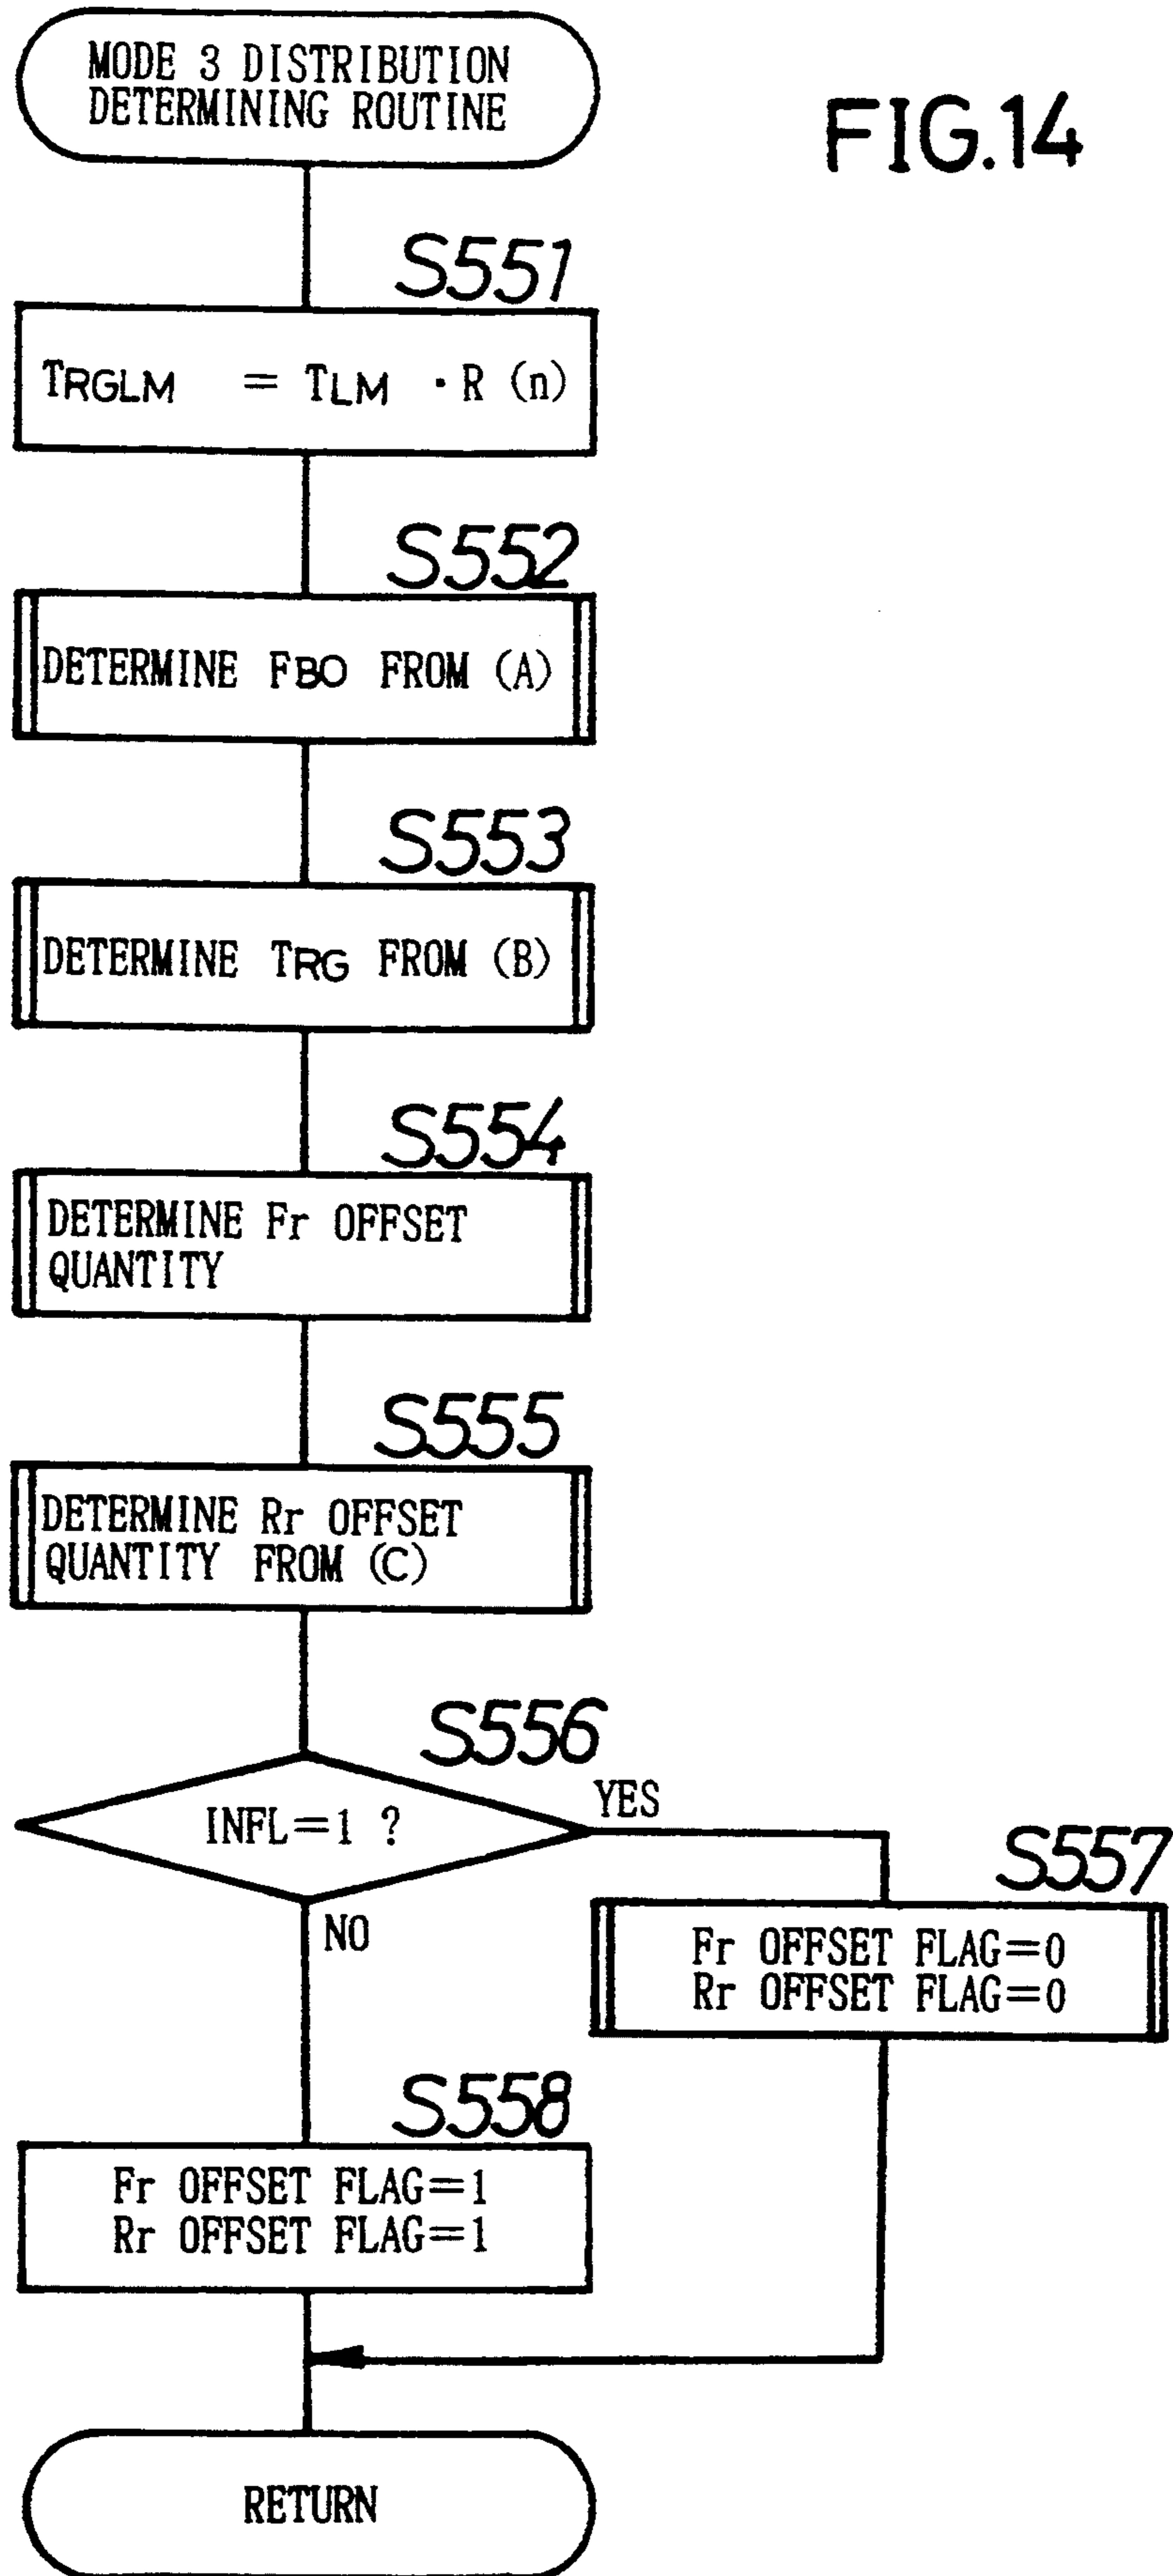 MODE 3 DISTRIBUTION
DETERMINING ROUTINE
FIG.14
S551
TRGLM = TLM · R (n)
S552
DETERMINE FBO FROM (A)
S553
DETERMINE TRG FROM (B)
S554
DETERMINE Fr OFFSET
QUANTITY
S555
DETERMINE Rr OFFSET
QUANTITY FROM (C)
S556
INFL=1 ?
YES
NO
S557
Fr OFFSET FLAG=0
Rr OFFSET FLAG=0
S558
Fr OFFSET FLAG=1
Rr OFFSET FLAG=1
RETURN